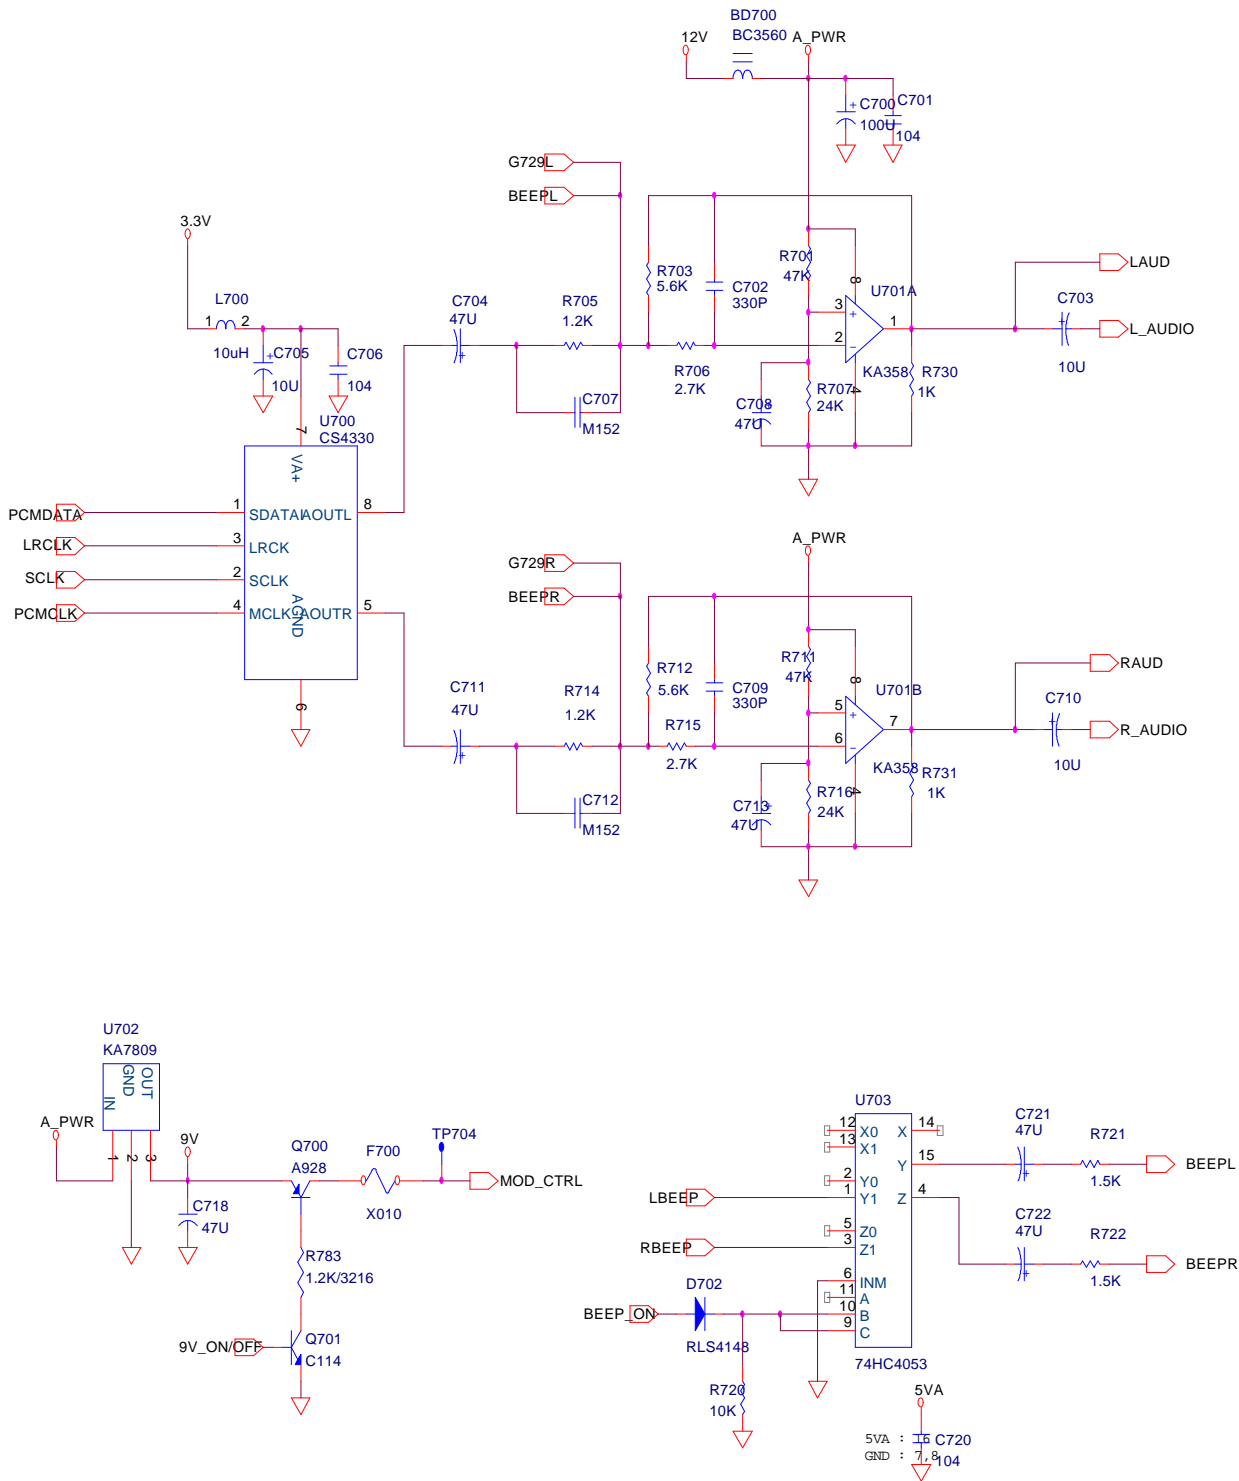 BD700
BC3560
12V
A_PWR
+
C700
100U
C701
104
G729L
BEEPL
3.3V
L700
1
2
10uH
+
C705
10U
C706
104
C704
47U
+
R705
1.2K
R703
5.6K
C702
330P
R706
2.7K
C707
M152
R701
47K
8
3
+
2
-
1
U701A
KA358
4
R730
1K
+
C708
47U
R707
24K
LAUD
C703
+
10U
L_AUDIO
U700
CS4330
7
VA+
PCMDATA
1
SDATAI
AOUTL
8
LRCLK
3
LRCK
SCLK
2
SCLK
PCMCLK
4
MCLK
AOUTR
5
AGND
6
A_PWR
G729R
BEEPR
R712
5.6K
C709
330P
R711
47K
8
5
+
6
-
7
U701B
KA358
4
R731
1K
RAUD
C710
+
10U
R_AUDIO
C711
47U
+
R714
1.2K
R715
2.7K
C712
M152
+
C713
47U
R716
24K
U702
KA7809
IN
GND
OUT
1
2
3
A_PWR
9V
+
C718
47U
Q700
A928
F700
X010
TP704
MOD_CTRL
R783
1.2K/3216
9V_ON/OFF
Q701
C114
U703
12
X0
X
14
13
X1
Y
15
2
Y0
LBEEP
1
Y1
Z
4
5
Z0
RBEEP
3
Z1
6
INM
11
A
10
B
9
C
74HC4053
BEEP_ON
D702
RLS4148
R720
10K
C721
47U
+
R721
1.5K
BEEPL
C722
47U
+
R722
1.5K
BEEPR
5VA
5VA : 16
GND : 7,8
C720
104